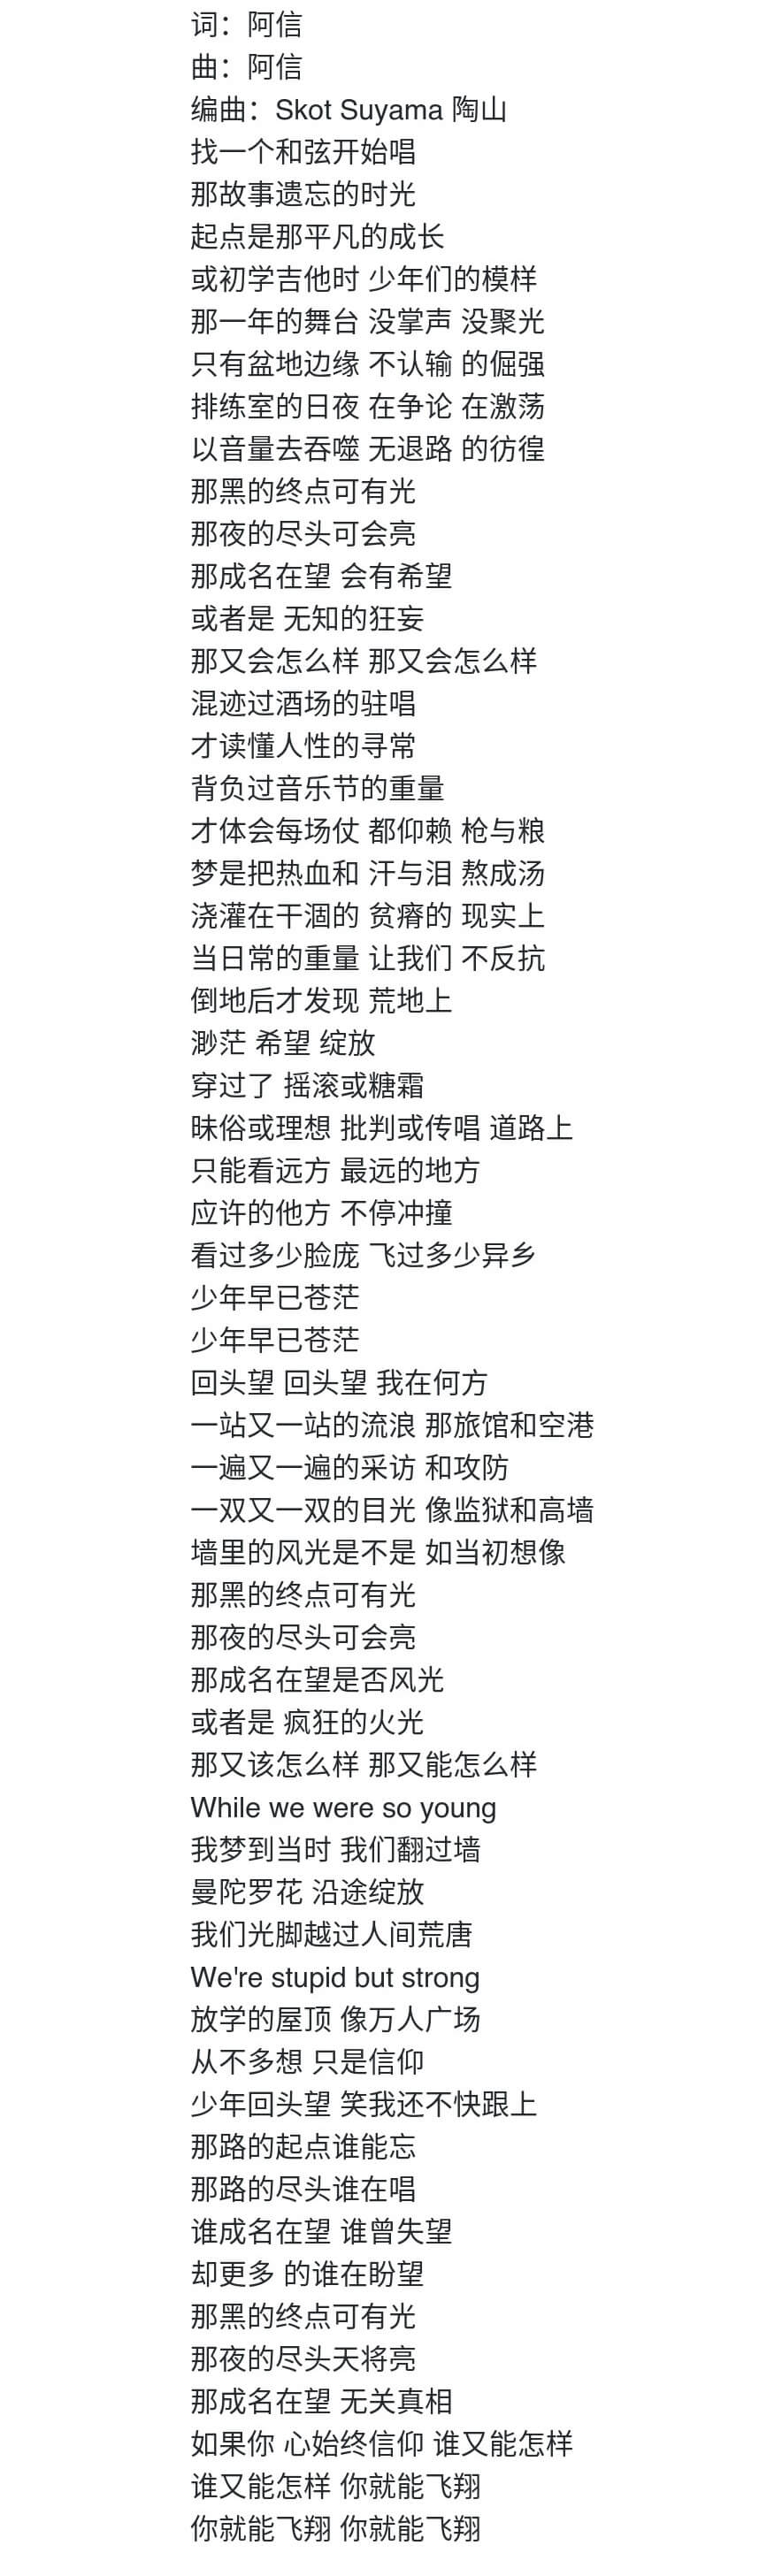 词：阿信
曲：阿信
编曲：Skot Suyama 陶山
找一个和弦开始唱
那故事遗忘的时光
起点是那平凡的成长
或初学吉他时 少年们的模样
那一年的舞台 没掌声 没聚光
只有盆地边缘 不认输 的倔强
排练室的日夜 在争论 在激荡
以音量去吞噬 无退路 的彷徨
那黑的终点可有光
那夜的尽头可会亮
那成名在望 会有希望
或者是 无知的狂妄
那又会怎么样 那又会怎么样
混迹过酒场的驻唱
才读懂人性的寻常
背负过音乐节的重量
才体会每场仗 都仰赖 枪与粮
梦是把热血和 汗与泪 熬成汤
浇灌在干涸的 贫瘠的 现实上
当日常的重量 让我们 不反抗
倒地后才发现 荒地上
渺茫 希望 绽放
穿过了 摇滚或糖霜
昧俗或理想 批判或传唱 道路上
只能看远方 最远的地方
应许的他方 不停冲撞
看过多少脸庞 飞过多少异乡
少年早已苍茫
少年早已苍茫
回头望 回头望 我在何方
一站又一站的流浪 那旅馆和空港
一遍又一遍的采访 和攻防
一双又一双的目光 像监狱和高墙
墙里的风光是不是 如当初想像
那黑的终点可有光
那夜的尽头可会亮
那成名在望是否风光
或者是 疯狂的火光
那又该怎么样 那又能怎么样
While we were so young
我梦到当时 我们翻过墙
曼陀罗花 沿途绽放
我们光脚越过人间荒唐
We're stupid but strong
放学的屋顶 像万人广场
从不多想 只是信仰
少年回头望 笑我还不快跟上
那路的起点谁能忘
那路的尽头谁在唱
谁成名在望 谁曾失望
却更多 的谁在盼望
那黑的终点可有光
那夜的尽头天将亮
那成名在望 无关真相
如果你 心始终信仰 谁又能怎样
谁又能怎样 你就能飞翔
你就能飞翔 你就能飞翔